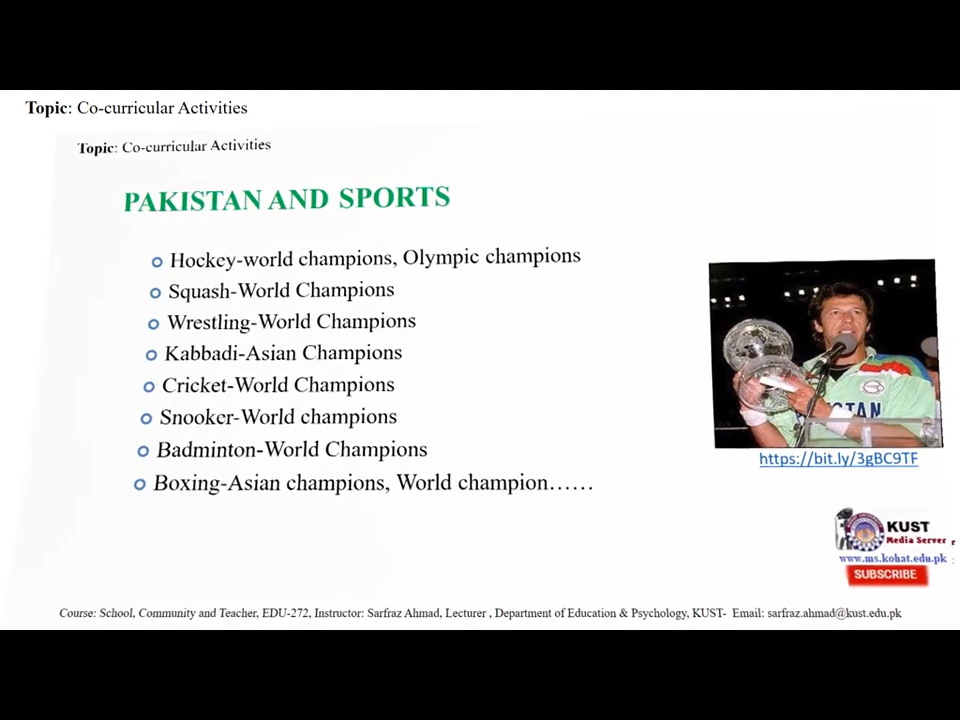 Topic: Co-curricular Activities
Topic: Co-curricular Activities
PAKISTAN AND SPORTS
Hockey-world champions, Olympic champions
Squash-World Champions
Wrestling-World Champions
Kabbadi-Asian Champions
Cricket-World Champions
Snooker-World champions
Badminton-World Champions
Boxing-Asian champions, World champion……
https://bit.ly/3gBC9TF
KUST
Media Server
www.ms.kohat.edu.pk
SUBSCRIBE
Course: School, Community and Teacher, EDU-272, Instructor: Sarfraz Ahmad, Lecturer , Department of Education & Psychology, KUST- Email: sarfraz.ahmad@kust.edu.pk